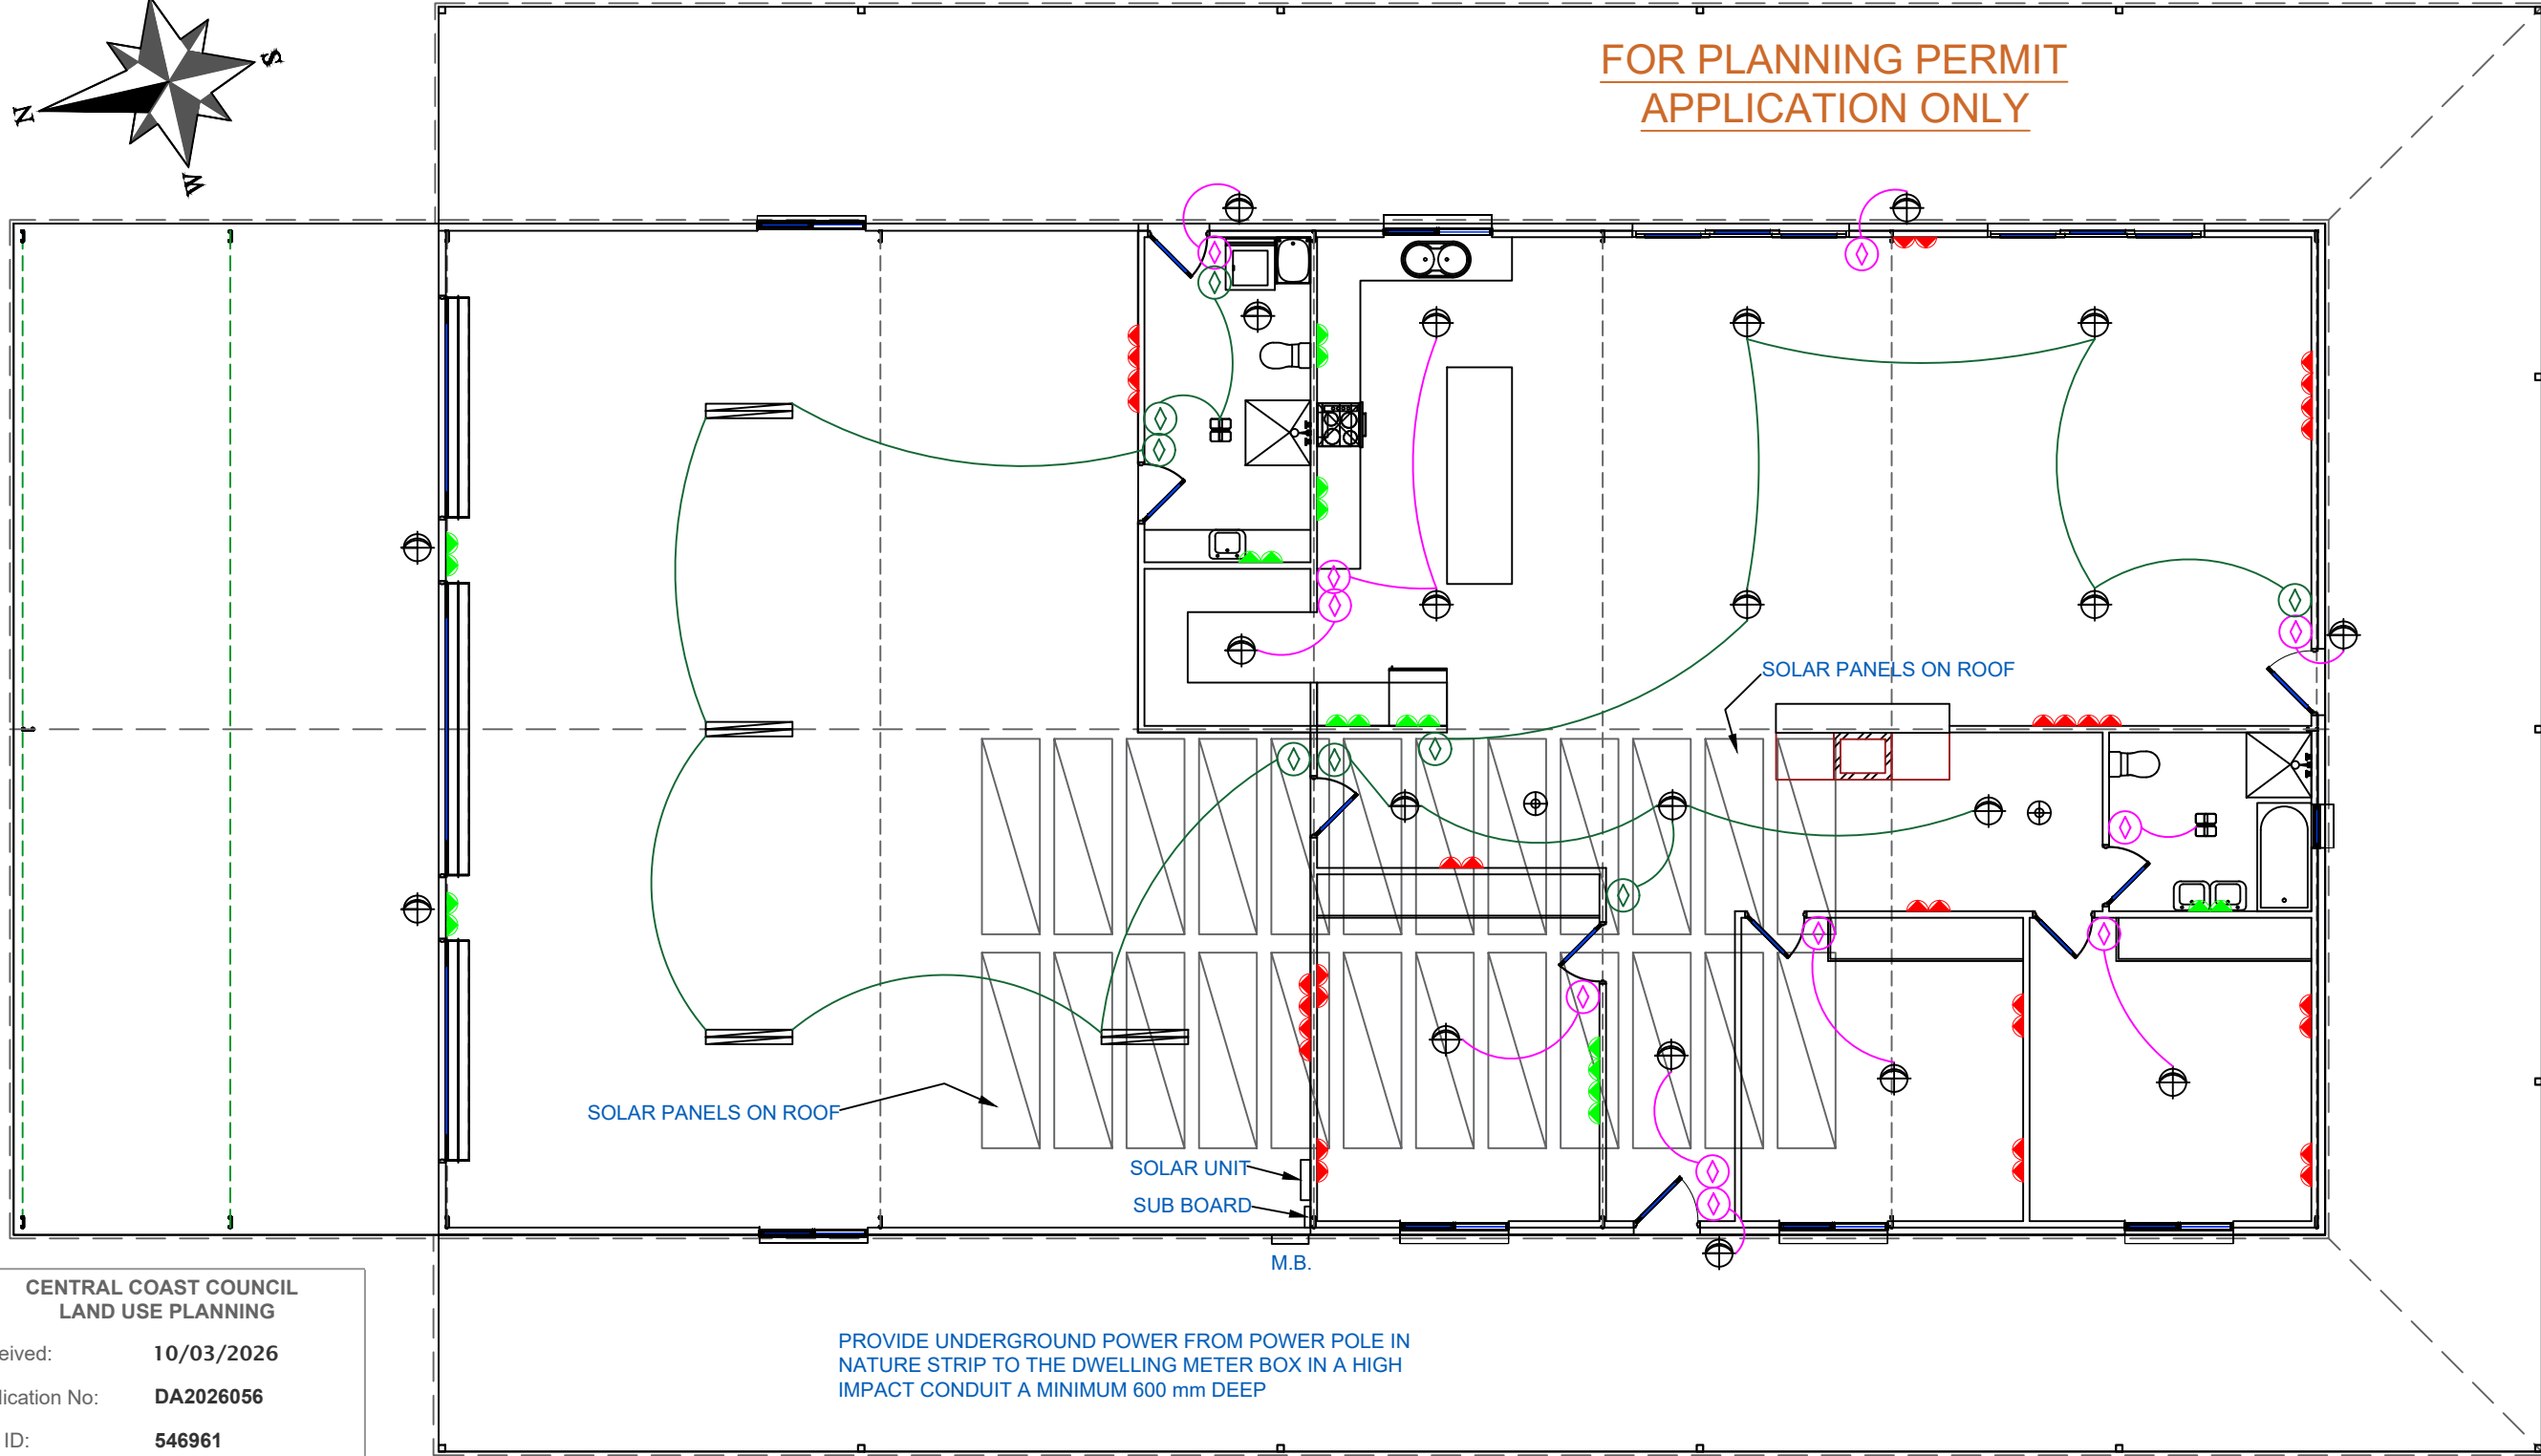 N
S
W
FOR PLANNING PERMIT
APPLICATION ONLY
SOLAR PANELS ON ROOF
SOLAR PANELS ON ROOF
SOLAR UNIT
SUB BOARD
M.B.
PROVIDE UNDERGROUND POWER FROM POWER POLE IN
NATURE STRIP TO THE DWELLING METER BOX IN A HIGH
IMPACT CONDUIT A MINIMUM 600 mm DEEP
CENTRAL COAST COUNCIL
LAND USE PLANNING
eived: 10/03/2026
lication No: DA2026056
ID: 546961